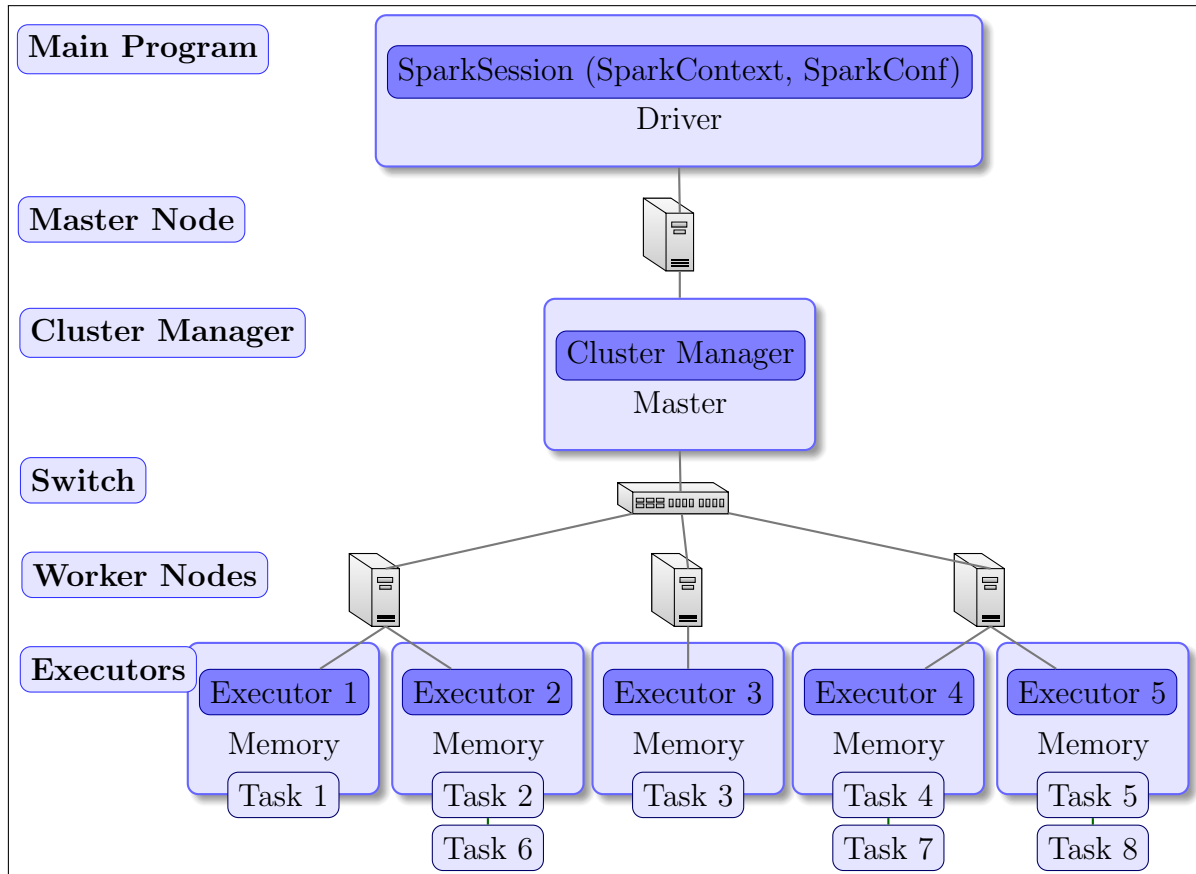 Main Program
SparkSession (SparkContext, SparkConf)
Driver
Master Node
Cluster Manager
Cluster Manager
Master
Switch
Worker Nodes
Executors
Executor 1 Executor 2 Executor 3 Executor 4 Executor 5
Memory Memory Memory Memory Memory
Task 1 Task 2 Task 3 Task 4 Task 5
Task 6 Task 7 Task 8